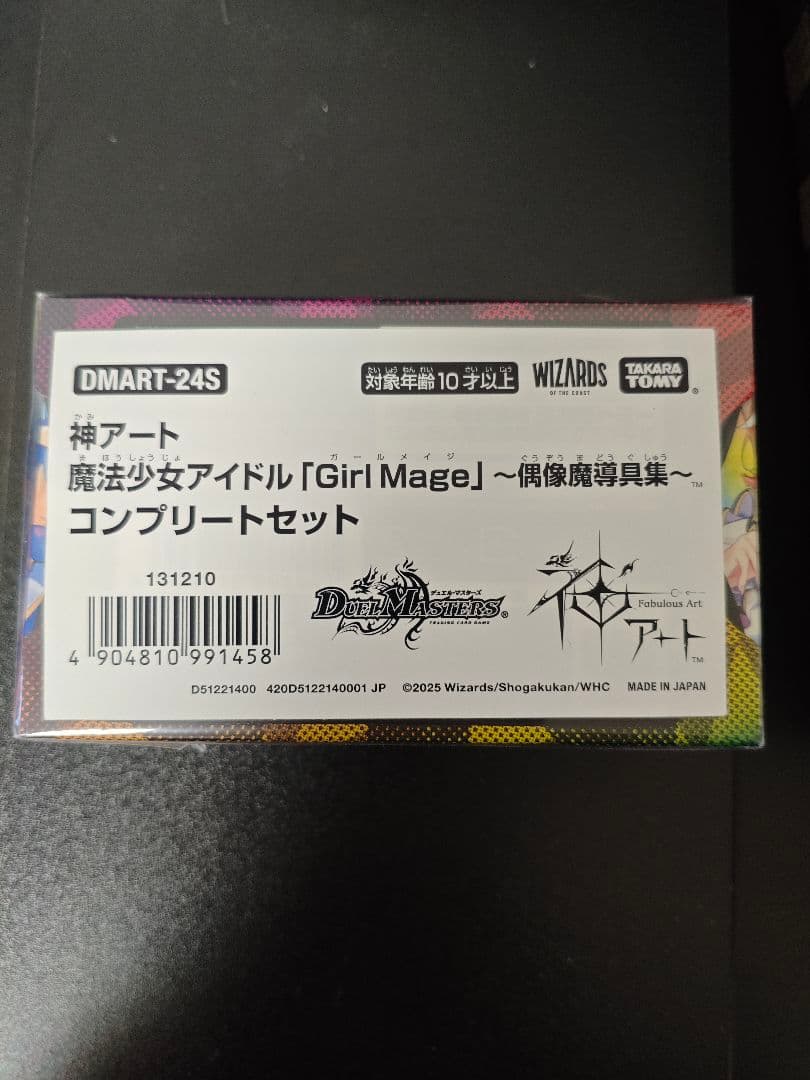 DMART-24S
たいしょうねんれい さいいじょう
対象年齢10才以上
WIZARDS
OF THE COAST
TAKARA
TOMY®
かみ
神アート
まほうしょうじょ ガールメイジ ぐうぞうまどうぐしゅう
魔法少女アイドル「Girl Mage」〜偶像魔導具集〜™
コンプリートセット
131210
4 904810 991458
デュエル・マスターズ
DUEL MASTERS®
TRADING CARD GAME
神
Fabulous Art
アート™
D51221400 420D5122140001 JP ©2025 Wizards/Shogakukan/WHC MADE IN JAPAN